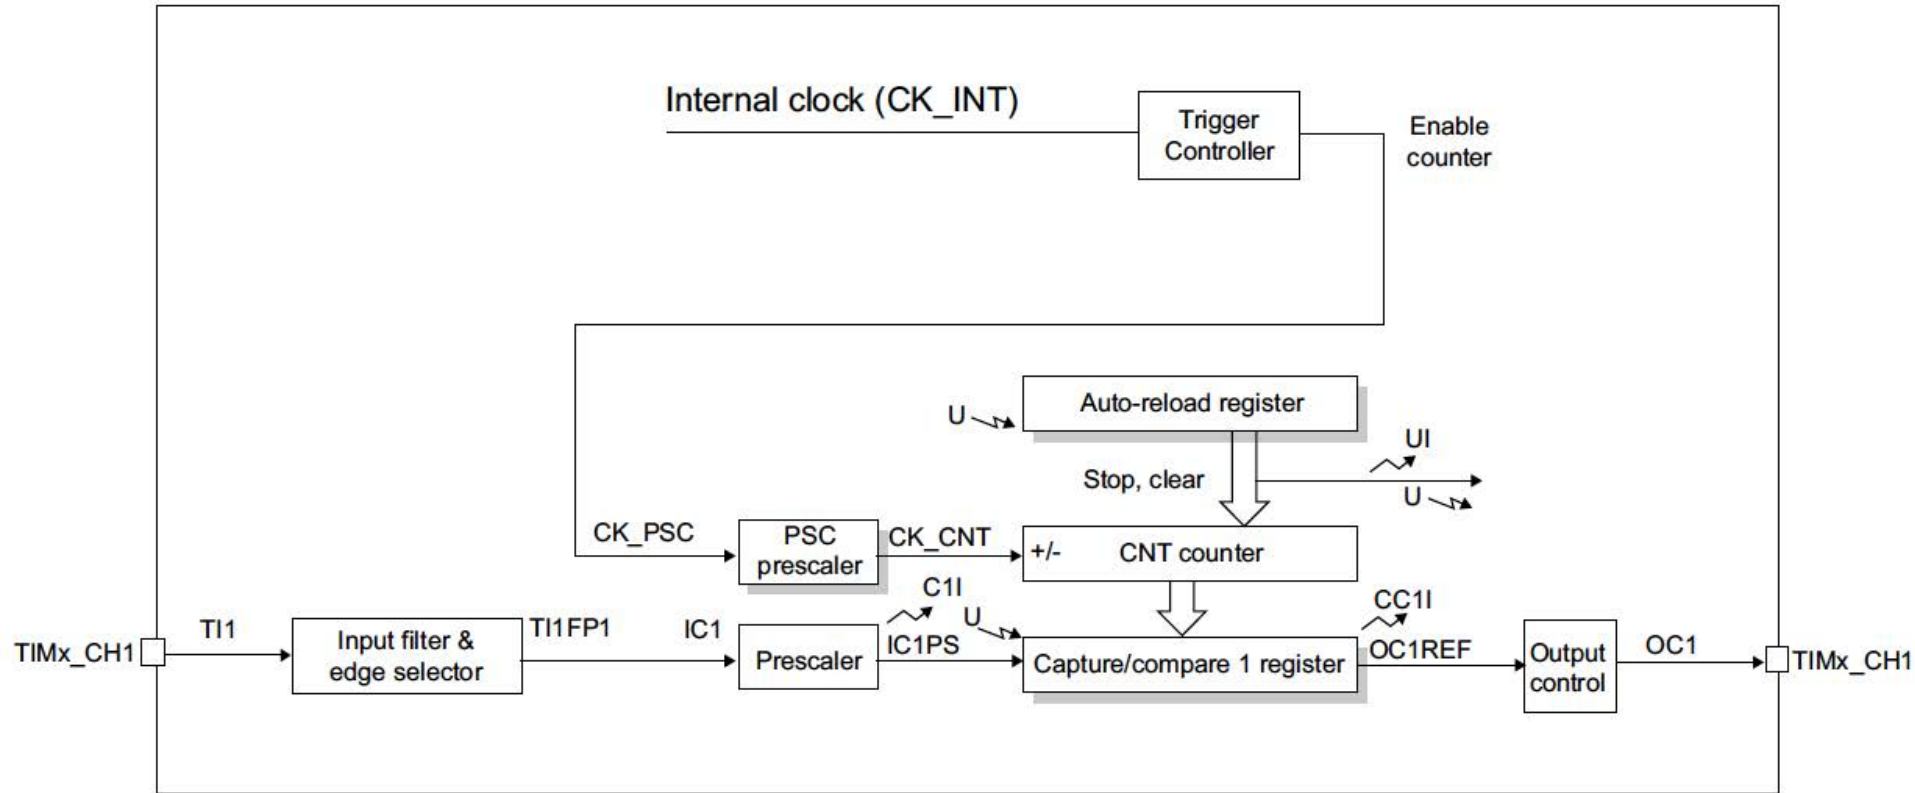 Internal clock (CK_INT)
Trigger
Controller
Enable
counter
Auto-reload register
U
UI
Stop, clear
U
CK_PSC
PSC
prescaler
CK_CNT
+/-
CNT counter
C1I
U
CC1I
TIMx_CH1
TI1
Input filter &
edge selector
TI1FP1
IC1
Prescaler
IC1PS
Capture/compare 1 register
OC1REF
Output
control
OC1
TIMx_CH1